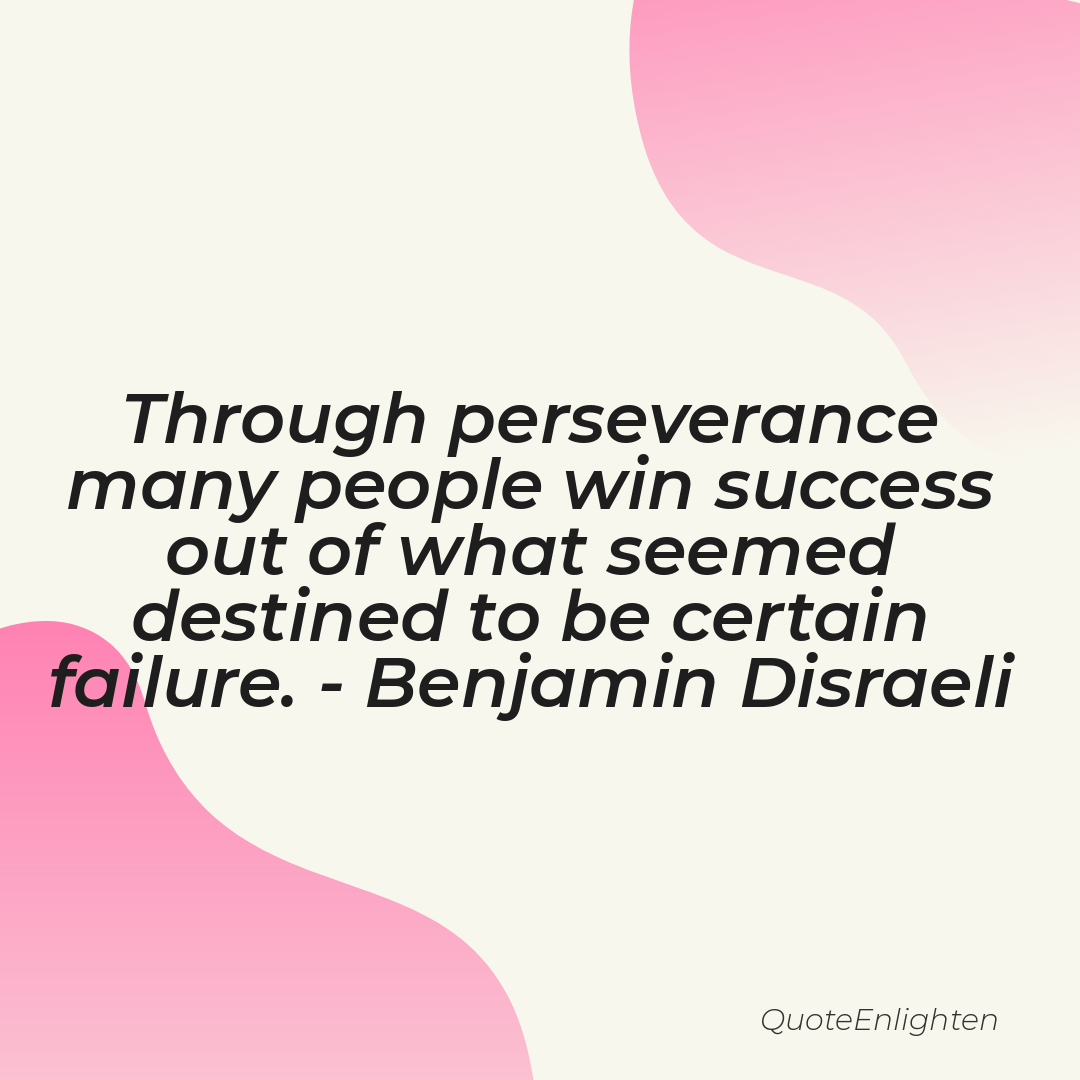 Through perseverance
many people win success
out of what seemed
destined to be certain
failure. - Benjamin Disraeli
QuoteEnlighten